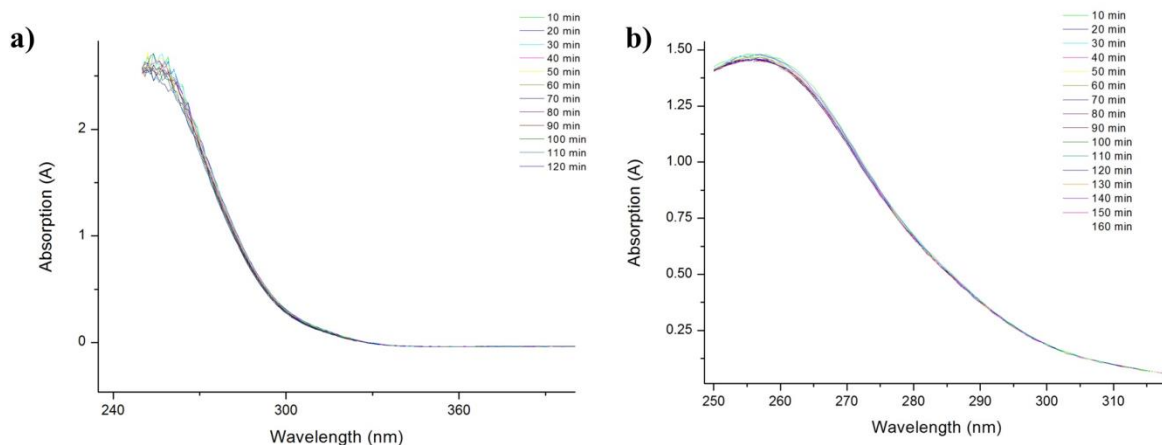 a)
Absorption (A)
2
1
0
240
300
360
Wavelength (nm)
10 min
20 min
30 min
40 min
50 min
60 min
70 min
80 min
90 min
100 min
110 min
120 min
b)
Absorption (A)
1.50
1.25
1.00
0.75
0.50
0.25
250
260
270
280
290
300
310
Wavelength (nm)
10 min
20 min
30 min
40 min
50 min
60 min
70 min
80 min
90 min
100 min
110 min
120 min
130 min
140 min
150 min
160 min